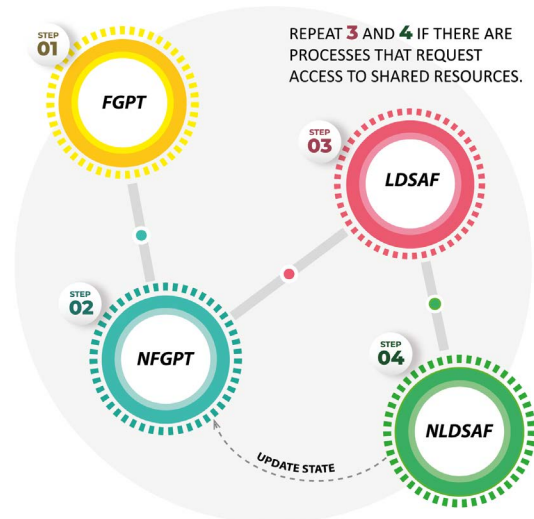 STEP
01
FGPT
REPEAT 3 AND 4 IF THERE ARE
PROCESSES THAT REQUEST
ACCESS TO SHARED RESOURCES.
STEP
03
LDSAF
STEP
02
NFGPT
STEP
04
NLDSAF
UPDATE STATE